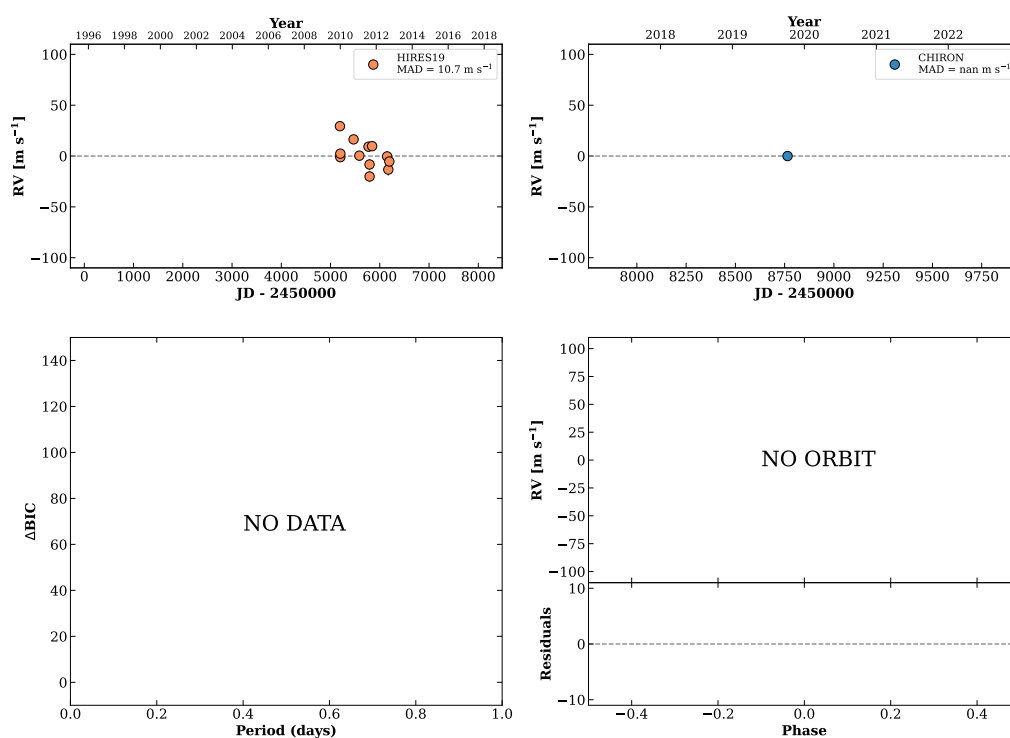 Year
1996 1998 2000 2002 2004 2006 2008 2010 2012 2014 2016 2018
100
50
0
−50
−100
RV [m s⁻¹]
HIRES19
MAD = 10.7 m s⁻¹
0 1000 2000 3000 4000 5000 6000 7000 8000
JD - 2450000
Year
2018 2019 2020 2021 2022
100
50
0
−50
−100
RV [m s⁻¹]
CHIRON
MAD = nan m s⁻¹
8000 8250 8500 8750 9000 9250 9500 9750
JD - 2450000
140
120
100
80
60
40
20
0
ΔBIC
NO DATA
0.0 0.2 0.4 0.6 0.8 1.0
Period (days)
100
75
50
25
0
−25
−50
−75
−100
RV [m s⁻¹]
NO ORBIT
10
0
−10
Residuals
−0.4 −0.2 0.0 0.2 0.4
Phase